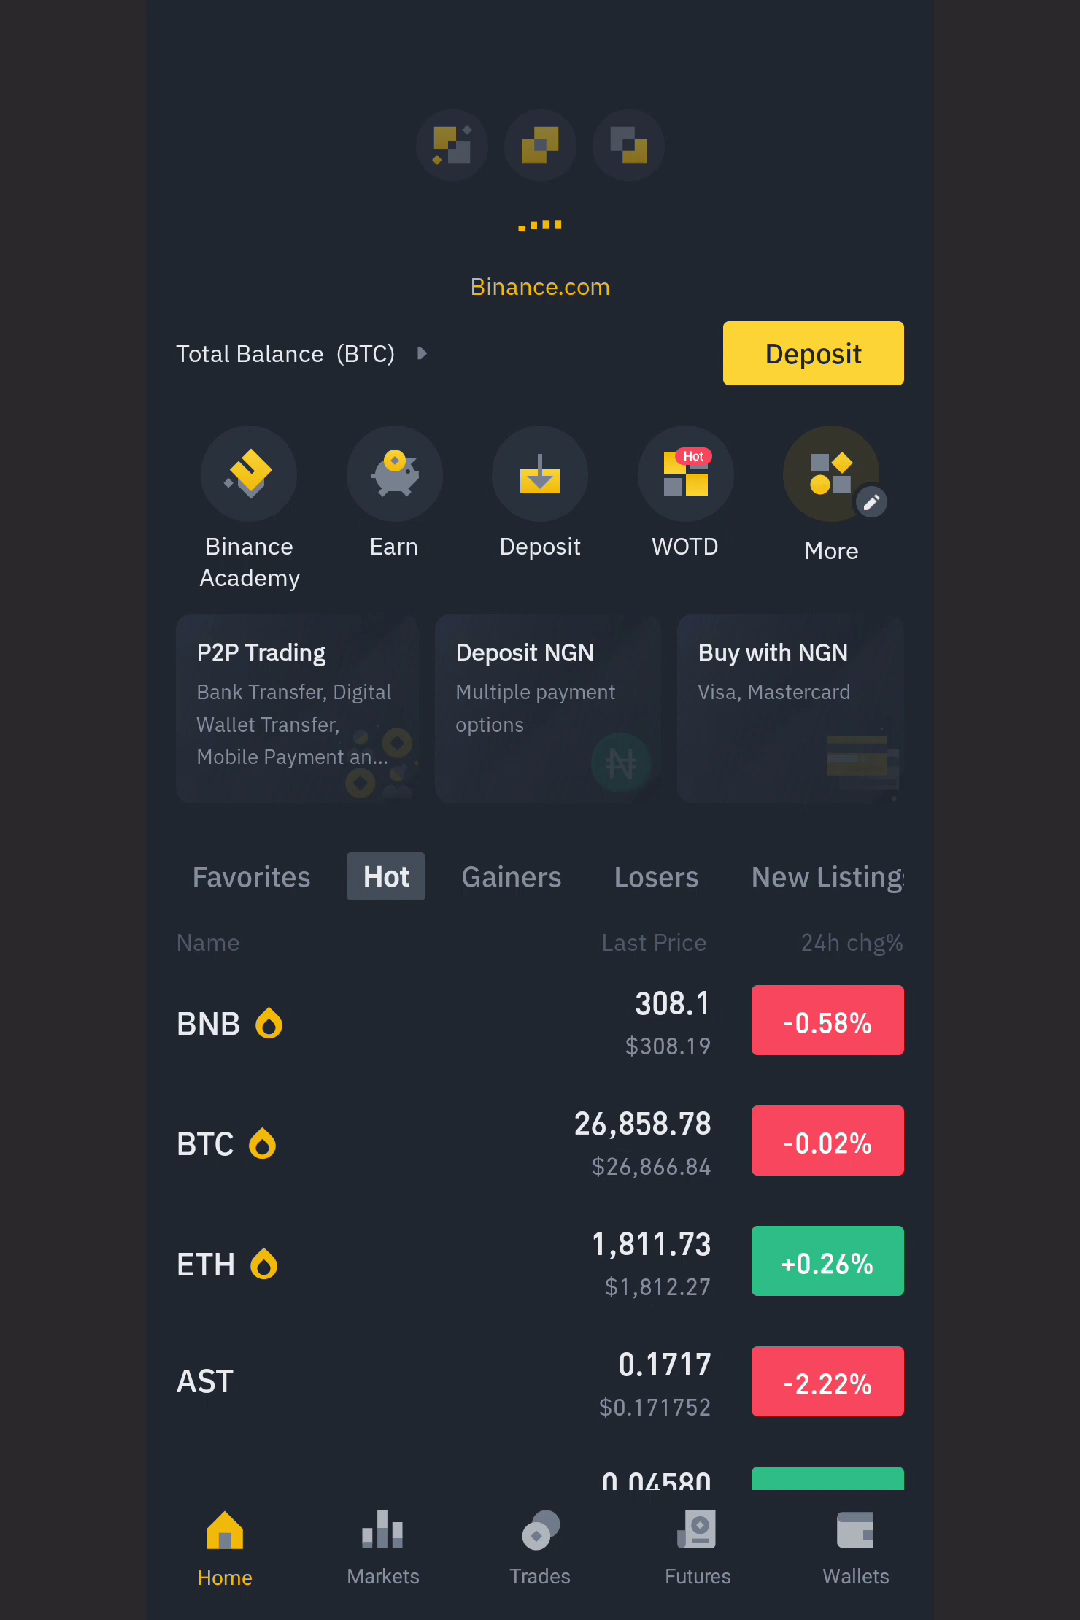 Binance.com
Total Balance (BTC)
Deposit
Hot
Binance
Academy
Earn
Deposit
WOTD
More
P2P Trading
Bank Transfer, Digital
Wallet Transfer,
Mobile Payment an...
Deposit NGN
Multiple payment
options
Buy with NGN
Visa, Mastercard
Favorites Hot Gainers Losers New Listing
Name Last Price 24h chg%
BNB 308.1 -0.58%
$308.19
BTC 26,858.78 -0.02%
$26,866.84
ETH 1,811.73 +0.26%
$1,812.27
AST 0.1717 -2.22%
$0.171752
0.04580
Home Markets Trades Futures Wallets